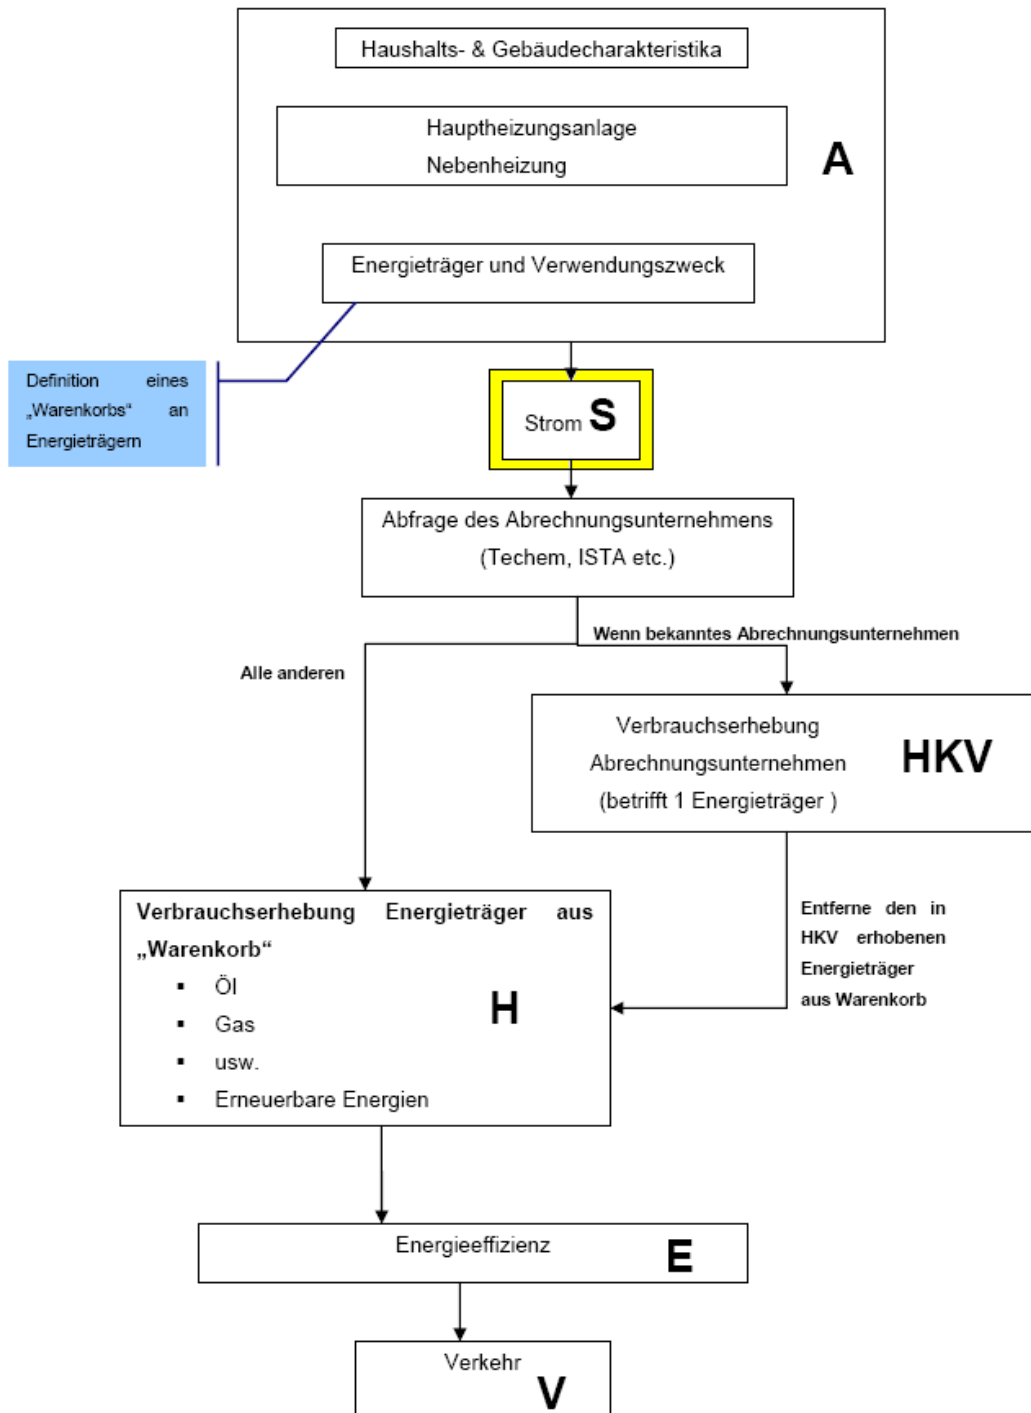 Haushalts- & Gebäudecharakteristika
Hauptheizungsanlage
Nebenheizung
A
Energieträger und Verwendungszweck
Definition eines
„Warenkorbs“ an
Energieträgern
Strom S
Abfrage des Abrechnungsunternehmens
(Techem, ISTA etc.)
Wenn bekanntes Abrechnungsunternehmen
Alle anderen
Verbrauchserhebung
Abrechnungsunternehmen
(betrifft 1 Energieträger )
HKV
Entferne den in
HKV erhobenen
Energieträger
aus Warenkorb
Verbrauchserhebung Energieträger aus
„Warenkorb“
▪ Öl
▪ Gas
▪ usw.
▪ Erneuerbare Energien
H
Energieeffizienz
E
Verkehr
V